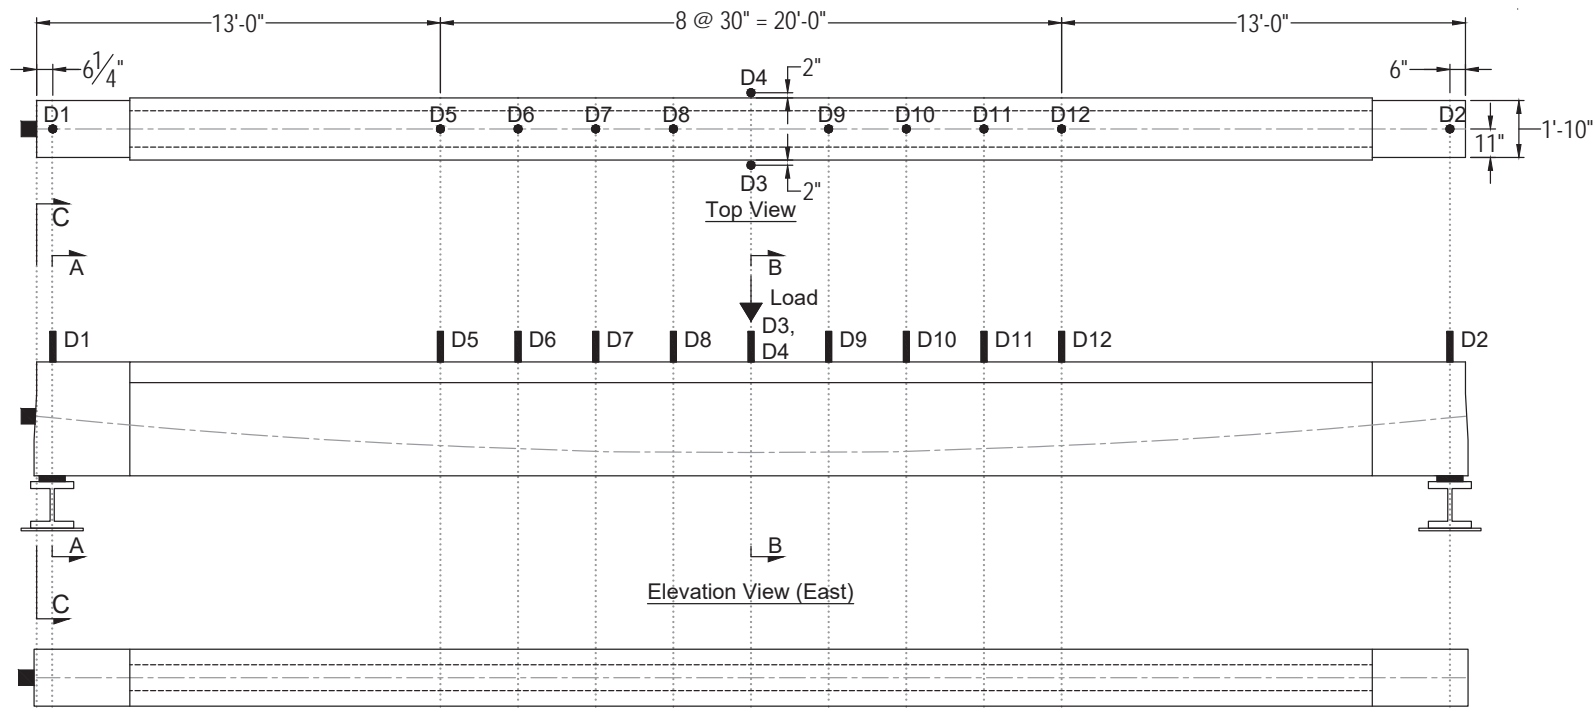 13'-0" 8 @ 30" = 20'-0" 13'-0"
6 1/4" D4 2" 6"
D1 D5 D6 D7 D8 D9 D10 D11 D12 D2 1'-10"
11"
D3 2"
Top View
C
A B
Load
D1 D5 D6 D7 D8 D3, D9 D10 D11 D12 D2
D4
A B
Elevation View (East)
C